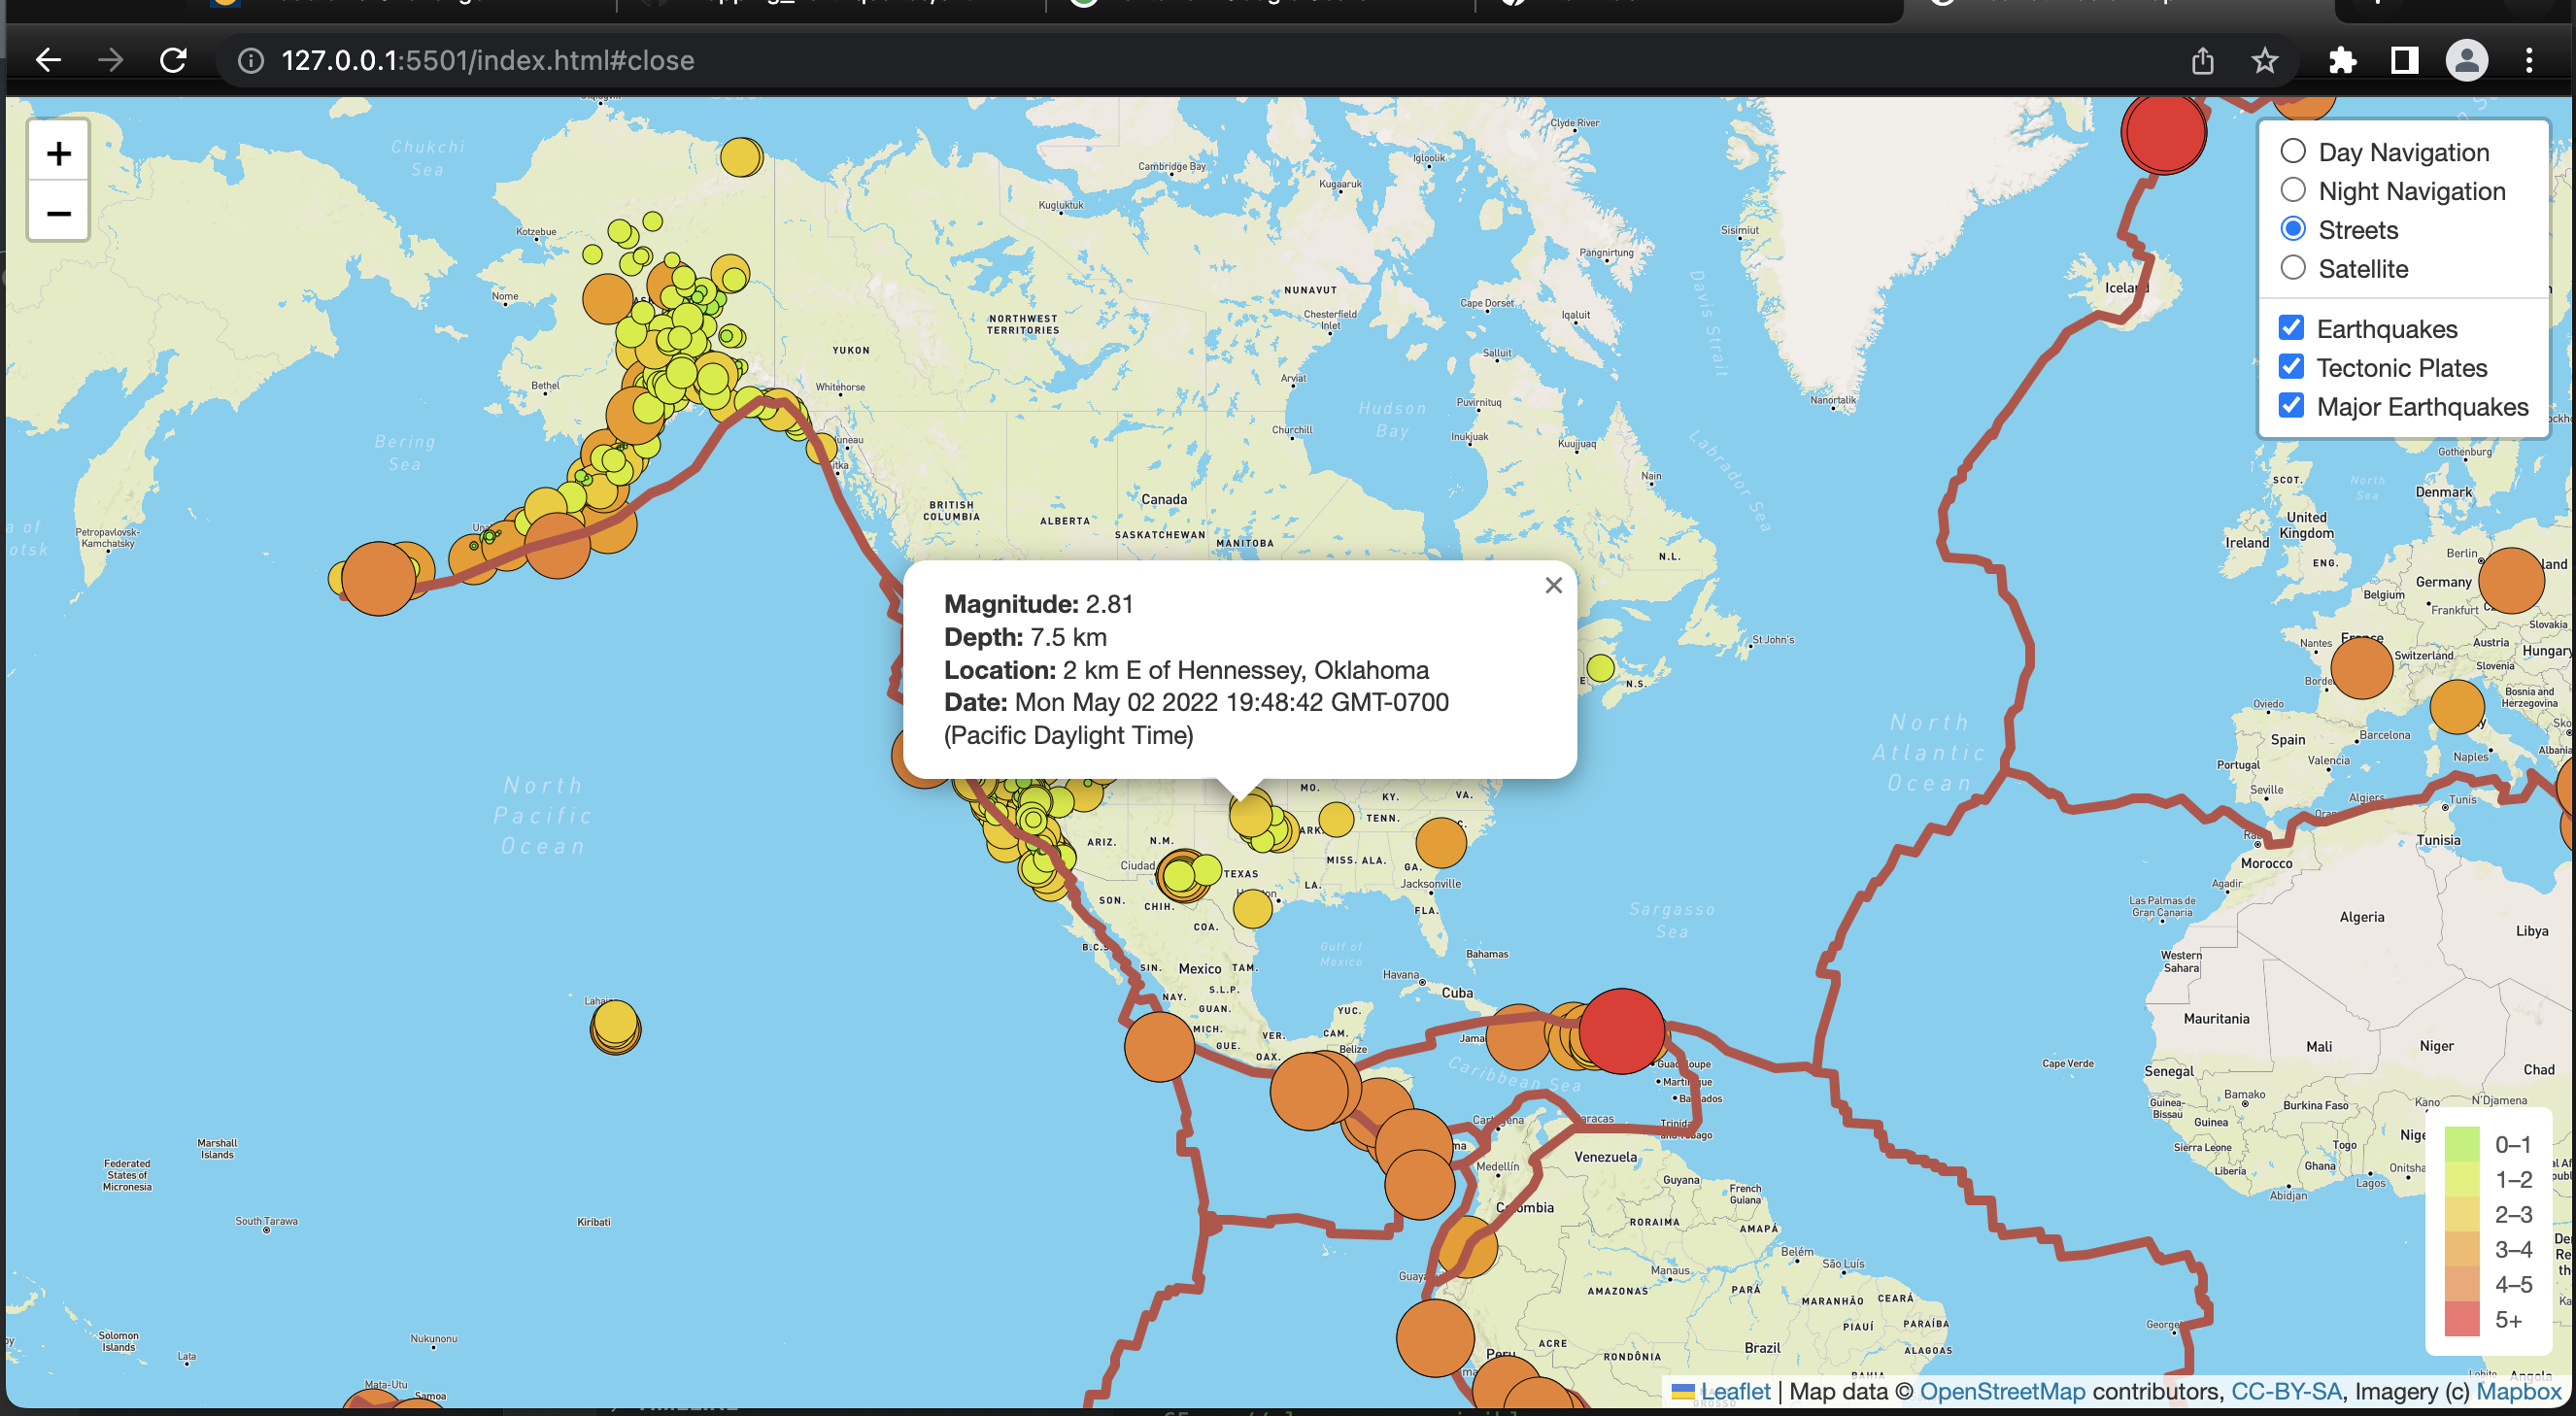 127.0.0.1:5501/index.html#close
+
−
Day Navigation
Night Navigation
Streets
Satellite
Earthquakes
Tectonic Plates
Major Earthquakes
Magnitude: 2.81
Depth: 7.5 km
Location: 2 km E of Hennessey, Oklahoma
Date: Mon May 02 2022 19:48:42 GMT-0700
(Pacific Daylight Time)
×
Chukchi
Sea
Clyde River
Cambridge Bay
Igloolik
Kugaaruk
Kugluktuk
Kotzebue
Sisimiut
Pangnirtung
Davis Strait
Nome
NUNAVUT
Cape Dorset
Iqaluit
Chesterfield
Inlet
NORTHWEST
TERRITORIES
Iceland
YUKON
Salluit
Bethel
Whitehorse
Arviat
Puvirnituq
Nanortalik
Hudson
Bay
Churchill
Inukjuak
Kuujjuaq
Bering
Sea
Labrador Sea
Nain
Gothenburg
SCOT.
North
Sea
Denmark
BRITISH
COLUMBIA
Canada
ALBERTA
SASKATCHEWAN
MANITOBA
Petropavlovsk-
Kamchatsky
United
Kingdom
Ireland
ENG.
Berlin
Germany
Belgium
Frankfurt
N.L.
St John's
N.S.
Nantes
France
Austria
Switzerland
Slovenia
Slovakia
Hungary
Bosnia and
Herzegovina
Oviedo
Spain
Barcelona
Portugal
Valencia
Naples
Seville
Algiers
Tunis
Tunisia
Morocco
Agadir
Las Palmas de
Gran Canaria
Algeria
Libya
Western
Sahara
Mauritania
Mali
Niger
Chad
Cape Verde
Senegal
Bamako
Burkina Faso
Kano
N'Djamena
Guinea-
Bissau
Guinea
Sierra Leone
Togo
Liberia
Ghana
Onitsha
Abidjan
Lagos
North
Atlantic
Ocean
North
Pacific
Ocean
MO.
KY.
VA.
TENN.
ARK.
ARIZ.
N.M.
MISS. ALA.
GA.
Ciudad
TEXAS
LA.
Jacksonville
SON.
CHIH.
FLA.
COA.
Sargasso
Sea
Gulf of
Mexico
B.C.S.
SIN.
Mexico
TAM.
Bahamas
Havana
Cuba
NAY.
S.L.P.
GUAN.
YUC.
MICH.
VER.
CAM.
GUE.
OAX.
Belize
Caribbean Sea
Guadeloupe
Martinique
Barbados
Cartagena
Caracas
Trinidad
and Tobago
Medellín
Venezuela
Guyana
French
Guiana
Colombia
RORAIMA
AMAPÁ
Belém
São Luís
Manaus
AMAZONAS
PARÁ
MARANHÃO
CEARÁ
PIAUÍ
PARAÍBA
ACRE
RONDÔNIA
Brazil
ALAGOAS
Peru
Marshall
Islands
Federated
States of
Micronesia
South Tarawa
Kiribati
Solomon
Islands
Lata
Nukunonu
Mata-Utu
Samoa
0–1
1–2
2–3
3–4
4–5
5+
Leaflet | Map data © OpenStreetMap contributors, CC-BY-SA, Imagery (c) Mapbox